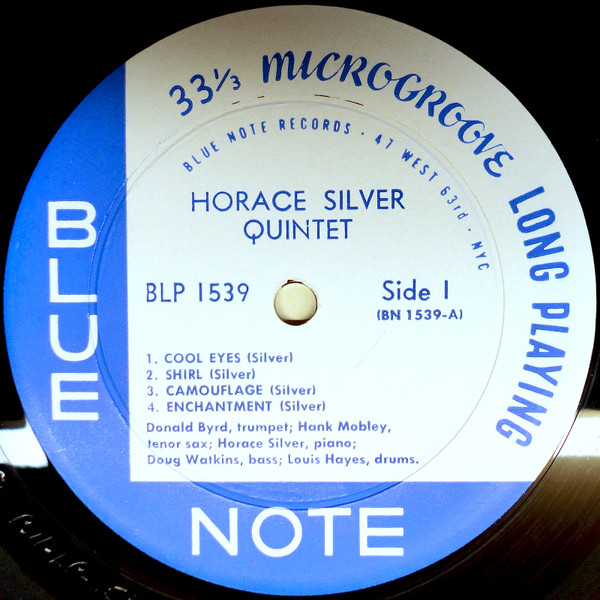 33⅓ MICROGROOVE LONG PLAYING
BLUE NOTE RECORDS · 47 WEST 63rd · NYC
HORACE SILVER
QUINTET
BLP 1539
Side 1
(BN 1539-A)
1. COOL EYES (Silver)
2. SHIRL (Silver)
3. CAMOUFLAGE (Silver)
4. ENCHANTMENT (Silver)
Donald Byrd, trumpet; Hank Mobley,
tenor sax; Horace Silver, piano;
Doug Watkins, bass; Louis Hayes, drums.
BLUE
NOTE